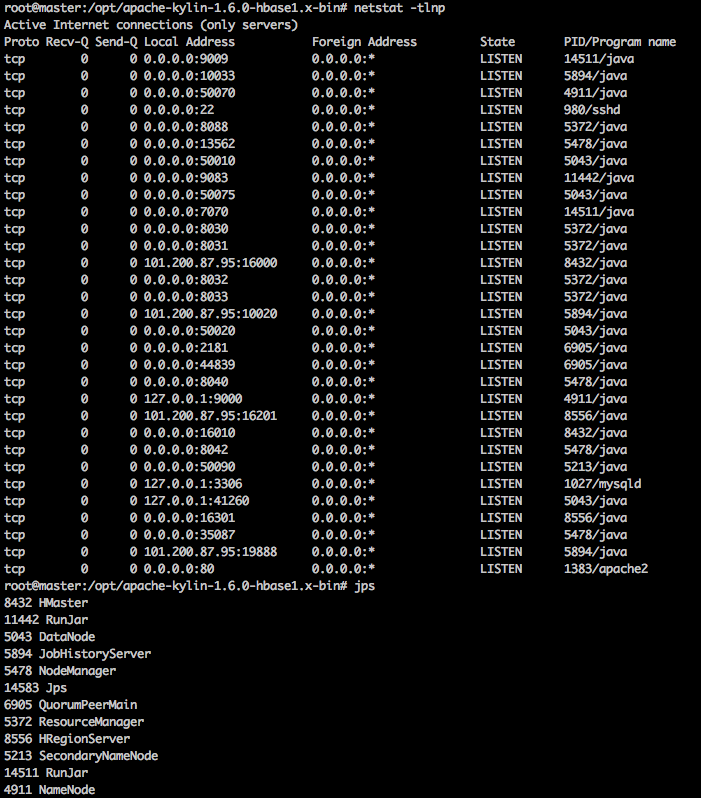 root@master:/opt/apache-kylin-1.6.0-hbase1.x-bin# netstat -tlnp
Active Internet connections (only servers)
Proto Recv-Q Send-Q Local Address           Foreign Address         State       PID/Program name
tcp        0      0 0.0.0.0:9009            0.0.0.0:*               LISTEN      14511/java
tcp        0      0 0.0.0.0:10033           0.0.0.0:*               LISTEN      5894/java
tcp        0      0 0.0.0.0:50070           0.0.0.0:*               LISTEN      4911/java
tcp        0      0 0.0.0.0:22              0.0.0.0:*               LISTEN      980/sshd
tcp        0      0 0.0.0.0:8088            0.0.0.0:*               LISTEN      5372/java
tcp        0      0 0.0.0.0:13562           0.0.0.0:*               LISTEN      5478/java
tcp        0      0 0.0.0.0:50010           0.0.0.0:*               LISTEN      5043/java
tcp        0      0 0.0.0.0:9083            0.0.0.0:*               LISTEN      11442/java
tcp        0      0 0.0.0.0:50075           0.0.0.0:*               LISTEN      5043/java
tcp        0      0 0.0.0.0:7070            0.0.0.0:*               LISTEN      14511/java
tcp        0      0 0.0.0.0:8030            0.0.0.0:*               LISTEN      5372/java
tcp        0      0 0.0.0.0:8031            0.0.0.0:*               LISTEN      5372/java
tcp        0      0 101.200.87.95:16000     0.0.0.0:*               LISTEN      8432/java
tcp        0      0 0.0.0.0:8032            0.0.0.0:*               LISTEN      5372/java
tcp        0      0 0.0.0.0:8033            0.0.0.0:*               LISTEN      5372/java
tcp        0      0 101.200.87.95:10020     0.0.0.0:*               LISTEN      5894/java
tcp        0      0 0.0.0.0:50020           0.0.0.0:*               LISTEN      5043/java
tcp        0      0 0.0.0.0:2181            0.0.0.0:*               LISTEN      6905/java
tcp        0      0 0.0.0.0:44839           0.0.0.0:*               LISTEN      6905/java
tcp        0      0 0.0.0.0:8040            0.0.0.0:*               LISTEN      5478/java
tcp        0      0 127.0.0.1:9000          0.0.0.0:*               LISTEN      4911/java
tcp        0      0 101.200.87.95:16201     0.0.0.0:*               LISTEN      8556/java
tcp        0      0 0.0.0.0:16010           0.0.0.0:*               LISTEN      8432/java
tcp        0      0 0.0.0.0:8042            0.0.0.0:*               LISTEN      5478/java
tcp        0      0 0.0.0.0:50090           0.0.0.0:*               LISTEN      5213/java
tcp        0      0 127.0.0.1:3306          0.0.0.0:*               LISTEN      1027/mysqld
tcp        0      0 127.0.0.1:41260         0.0.0.0:*               LISTEN      5043/java
tcp        0      0 0.0.0.0:16301           0.0.0.0:*               LISTEN      8556/java
tcp        0      0 0.0.0.0:35087           0.0.0.0:*               LISTEN      5478/java
tcp        0      0 101.200.87.95:19888     0.0.0.0:*               LISTEN      5894/java
tcp        0      0 0.0.0.0:80              0.0.0.0:*               LISTEN      1383/apache2
root@master:/opt/apache-kylin-1.6.0-hbase1.x-bin# jps
8432 HMaster
11442 RunJar
5043 DataNode
5894 JobHistoryServer
5478 NodeManager
14583 Jps
6905 QuorumPeerMain
5372 ResourceManager
8556 HRegionServer
5213 SecondaryNameNode
14511 RunJar
4911 NameNode